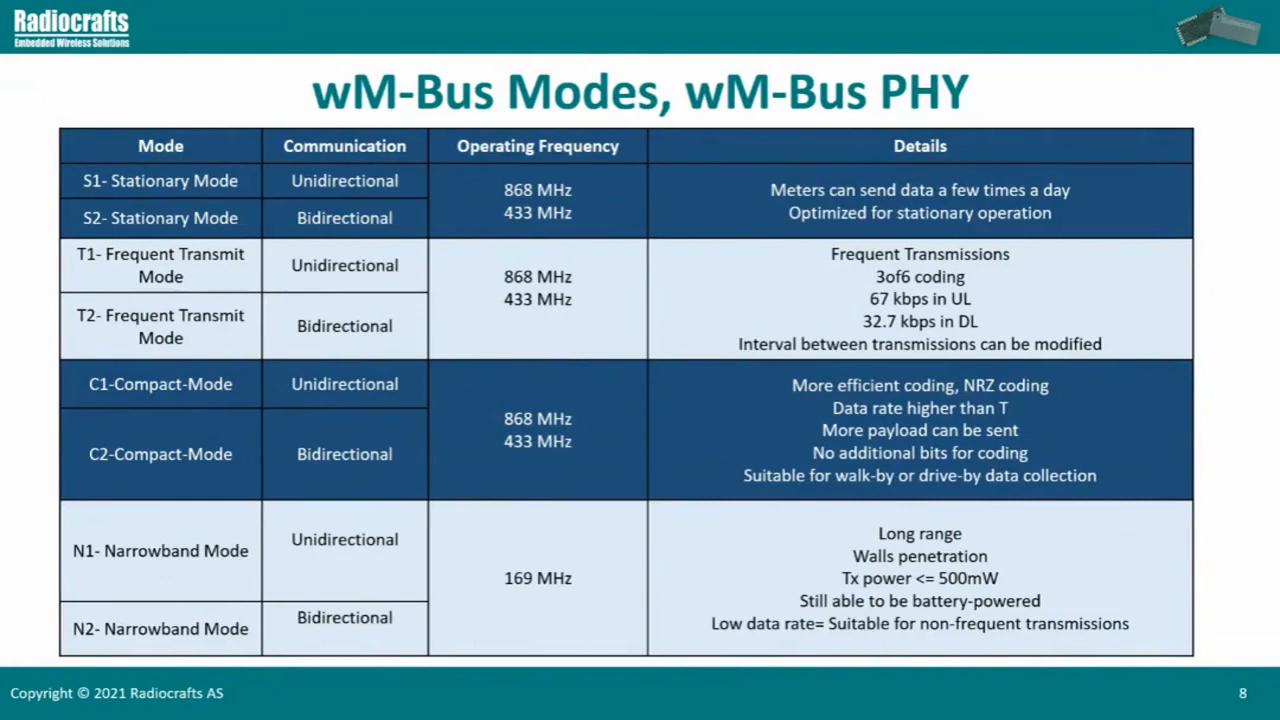 Radiocrafts
Embedded Wireless Solutions
wM-Bus Modes, wM-Bus PHY
Mode
Communication
Operating Frequency
Details
S1- Stationary Mode
Unidirectional
S2- Stationary Mode
Bidirectional
868 MHz
433 MHz
Meters can send data a few times a day
Optimized for stationary operation
T1- Frequent Transmit
Mode
Unidirectional
T2- Frequent Transmit
Mode
Bidirectional
868 MHz
433 MHz
Frequent Transmissions
3of6 coding
67 kbps in UL
32.7 kbps in DL
Interval between transmissions can be modified
C1-Compact-Mode
Unidirectional
C2-Compact-Mode
Bidirectional
868 MHz
433 MHz
More efficient coding, NRZ coding
Data rate higher than T
More payload can be sent
No additional bits for coding
Suitable for walk-by or drive-by data collection
N1- Narrowband Mode
Unidirectional
N2- Narrowband Mode
Bidirectional
169 MHz
Long range
Walls penetration
Tx power <= 500mW
Still able to be battery-powered
Low data rate= Suitable for non-frequent transmissions
Copyright © 2021 Radiocrafts AS
8